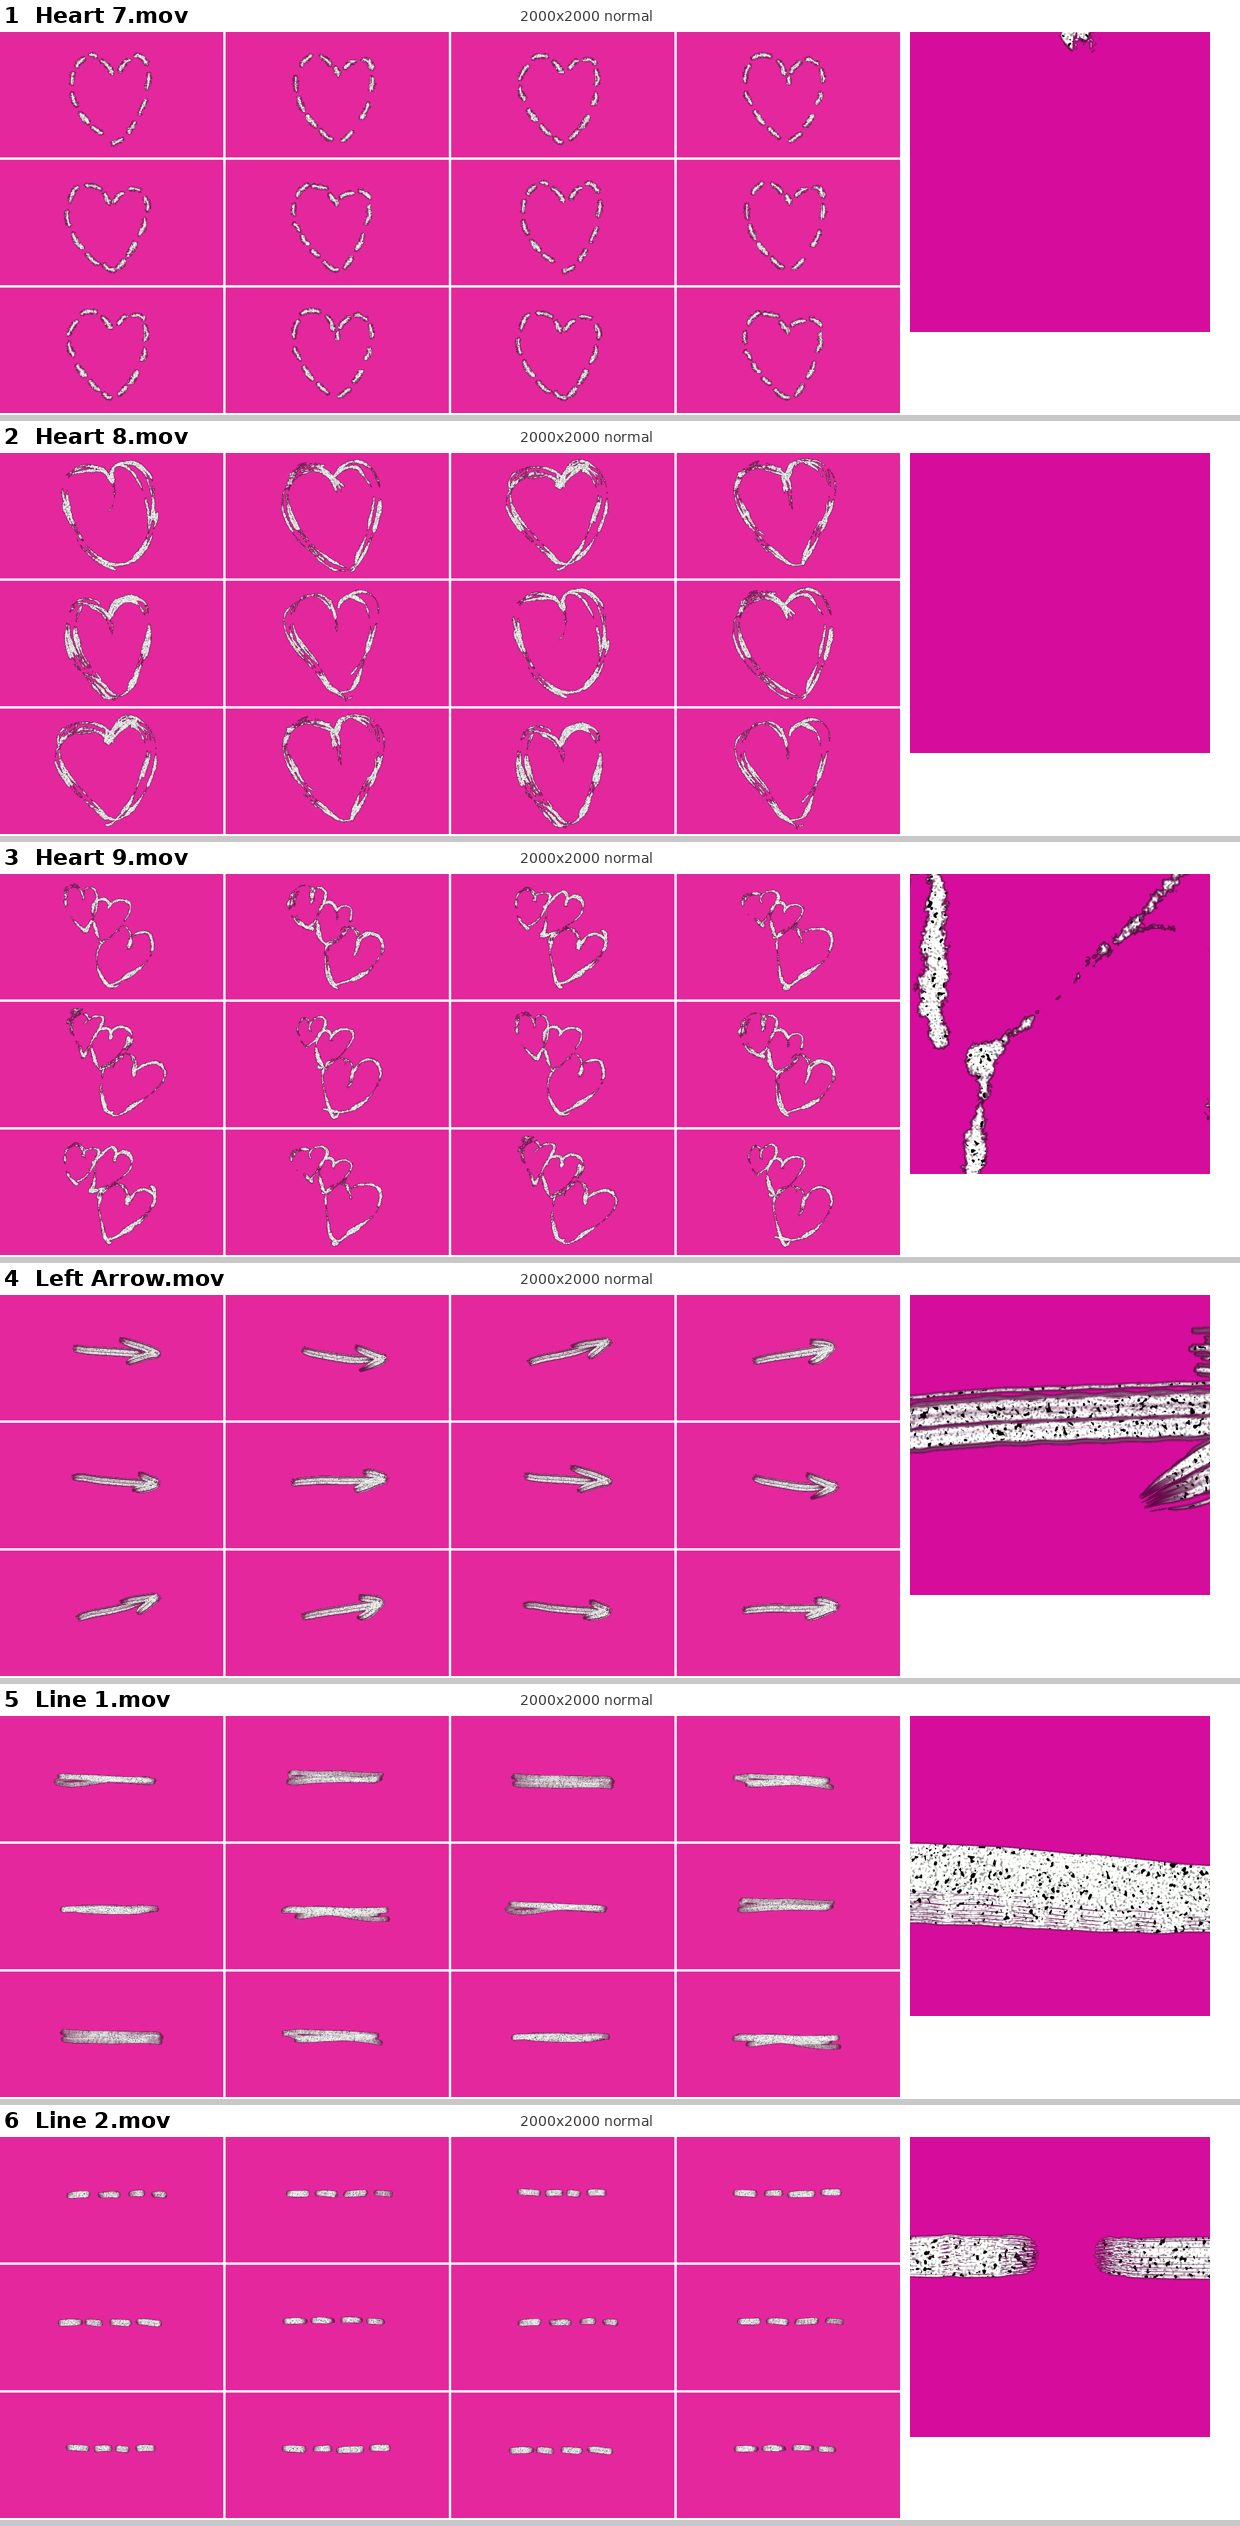 1 Heart 7.mov 2000x2000 normal
2 Heart 8.mov 2000x2000 normal
3 Heart 9.mov 2000x2000 normal
4 Left Arrow.mov 2000x2000 normal
5 Line 1.mov 2000x2000 normal
6 Line 2.mov 2000x2000 normal